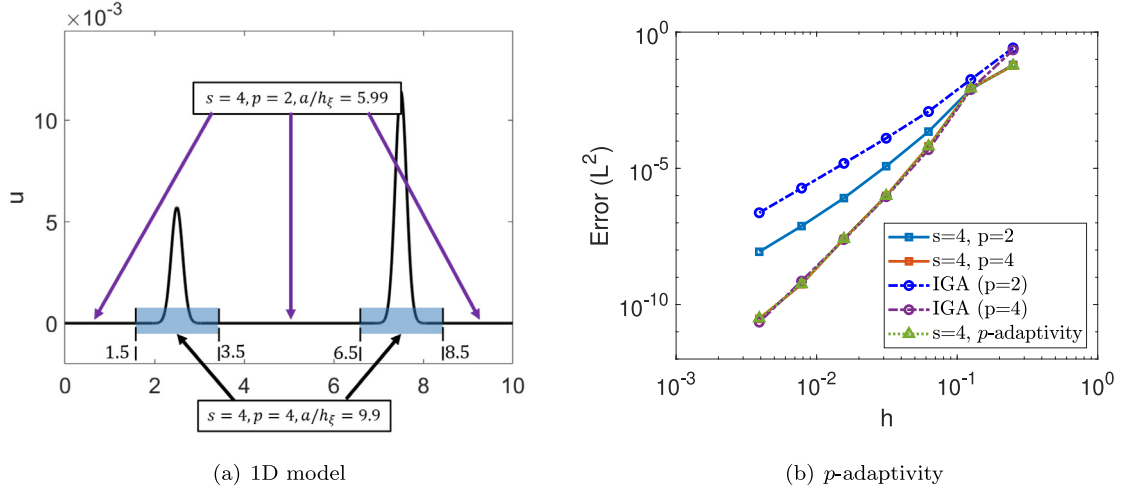 ×10⁻³
u
10
5
0
s = 4, p = 2, a/hξ = 5.99
1.5
3.5
6.5
8.5
0
2
4
6
8
10
s = 4, p = 4, a/hξ = 9.9
(a) 1D model
Error (L²)
10⁰
10⁻⁵
10⁻¹⁰
s=4, p=2
s=4, p=4
IGA (p=2)
IGA (p=4)
s=4, p-adaptivity
10⁻³
10⁻²
10⁻¹
10⁰
h
(b) p-adaptivity